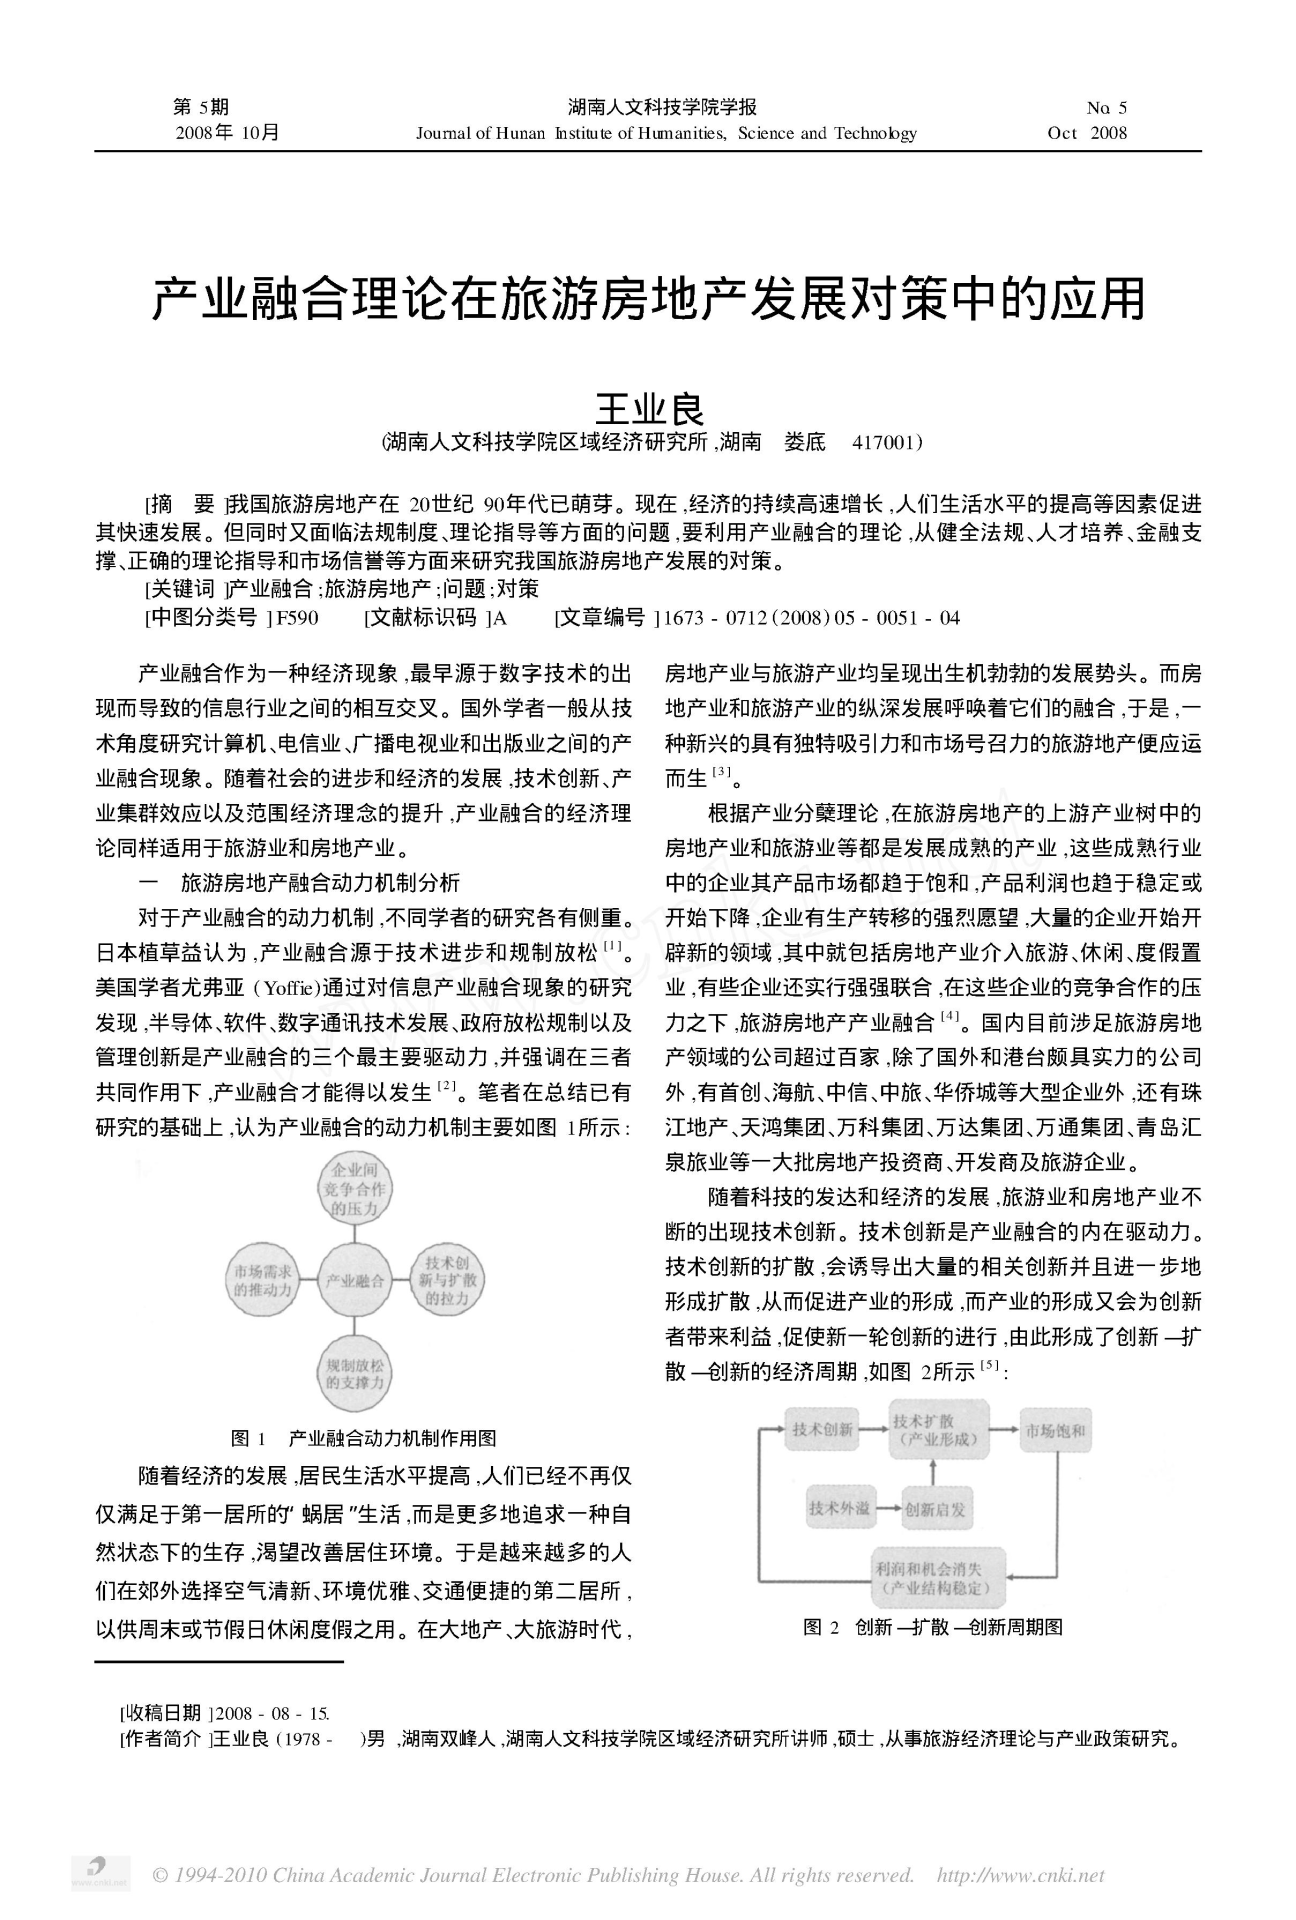 第 5期
湖南人文科技学院学报
No. 5
2008年 10月
Journal of Hunan Institute of Humanities, Science and Technology
Oct 2008
产业融合理论在旅游房地产发展对策中的应用
王业良
(湖南人文科技学院区域经济研究所,湖南 娄底 417001)
[摘 要]我国旅游房地产在 20世纪 90年代已萌芽。现在,经济的持续高速增长,人们生活水平的提高等因素促进
其快速发展。但同时又面临法规制度、理论指导等方面的问题,要利用产业融合的理论,从健全法规、人才培养、金融支
撑、正确的理论指导和市场信誉等方面来研究我国旅游房地产发展的对策。
[关键词]产业融合;旅游房地产;问题;对策
[中图分类号]F590 [文献标识码]A [文章编号]1673 - 0712(2008)05 - 0051 - 04
产业融合作为一种经济现象,最早源于数字技术的出
现而导致的信息行业之间的相互交叉。国外学者一般从技
术角度研究计算机、电信业、广播电视业和出版业之间的产
业融合现象。随着社会的进步和经济的发展,技术创新、产
业集群效应以及范围经济理念的提升,产业融合的经济理
论同样适用于旅游业和房地产业。
一 旅游房地产融合动力机制分析
对于产业融合的动力机制,不同学者的研究各有侧重。
日本植草益认为,产业融合源于技术进步和规制放松[1]。
美国学者尤弗亚 (Yoffie)通过对信息产业融合现象的研究
发现,半导体、软件、数字通讯技术发展、政府放松规制以及
管理创新是产业融合的三个最主要驱动力,并强调在三者
共同作用下,产业融合才能得以发生[2]。笔者在总结已有
研究的基础上,认为产业融合的动力机制主要如图 1所示:
企业间
竞争合作
的压力
市场需求
的推动力
产业融合
技术创
新与扩散
的拉力
规制放松
的支撑力
图 1 产业融合动力机制作用图
随着经济的发展,居民生活水平提高,人们已经不再仅
仅满足于第一居所的“蜗居”生活,而是更多地追求一种自
然状态下的生存,渴望改善居住环境。于是越来越多的人
们在郊外选择空气清新、环境优雅、交通便捷的第二居所,
以供周末或节假日休闲度假之用。在大地产、大旅游时代,
房地产业与旅游产业均呈现出生机勃勃的发展势头。而房
地产业和旅游产业的纵深发展呼唤着它们的融合,于是,一
种新兴的具有独特吸引力和市场号召力的旅游地产便应运
而生[3]。
根据产业分蘖理论,在旅游房地产的上游产业树中的
房地产业和旅游业等都是发展成熟的产业,这些成熟行业
中的企业其产品市场都趋于饱和,产品利润也趋于稳定或
开始下降,企业有生产转移的强烈愿望,大量的企业开始开
辟新的领域,其中就包括房地产业介入旅游、休闲、度假置
业,有些企业还实行强强联合,在这些企业的竞争合作的压
力之下,旅游房地产产业融合[4]。国内目前涉足旅游房地
产领域的公司超过百家,除了国外和港台颇具实力的公司
外,有首创、海航、中信、中旅、华侨城等大型企业外,还有珠
江地产、天鸿集团、万科集团、万达集团、万通集团、青岛汇
泉旅业等一大批房地产投资商、开发商及旅游企业。
随着科技的发达和经济的发展,旅游业和房地产业不
断的出现技术创新。技术创新是产业融合的内在驱动力。
技术创新的扩散,会诱导出大量的相关创新并且进一步地
形成扩散,从而促进产业的形成,而产业的形成又会为创新
者带来利益,促使新一轮创新的进行,由此形成了创新—扩
散—创新的经济周期,如图 2所示[5]:
技术创新
技术扩散
(产业形成)
市场饱和
技术外溢
创新启发
利润和机会消失
(产业结构稳定)
图 2 创新—扩散—创新周期图
[收稿日期]2008 - 08 - 15.
[作者简介]王业良 (1978 - )男,湖南双峰人,湖南人文科技学院区域经济研究所讲师,硕士,从事旅游经济理论与产业政策研究。
www.cnki.net
www.cnki.net
© 1994-2010 China Academic Journal Electronic Publishing House. All rights reserved. http://www.cnki.net